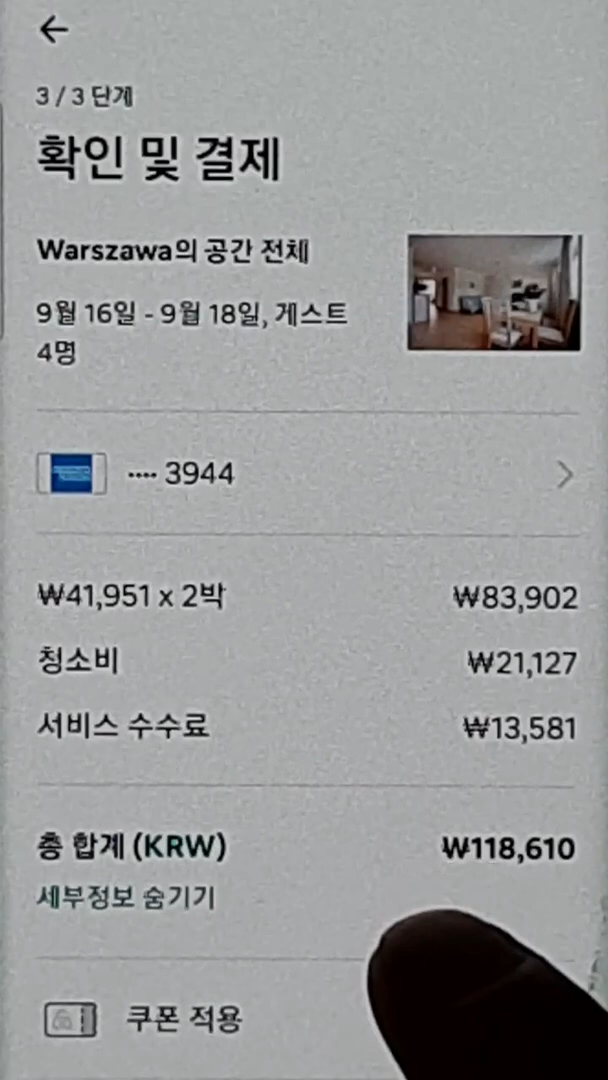 3 / 3 단계
확인 및 결제
Warszawa의 공간 전체
9월 16일 - 9월 18일, 게스트
4명
•••• 3944
₩41,951 x 2박 ₩83,902
청소비 ₩21,127
서비스 수수료 ₩13,581
총 합계 (KRW) ₩118,610
세부정보 숨기기
쿠폰 적용